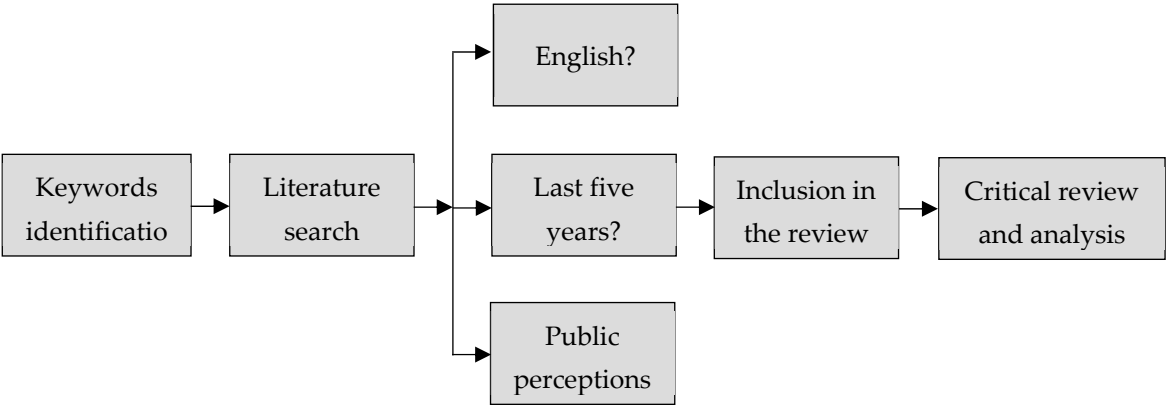 Keywords
identificatio
Literature
search
English?
Last five
years?
Public
perceptions
Inclusion in
the review
Critical review
and analysis